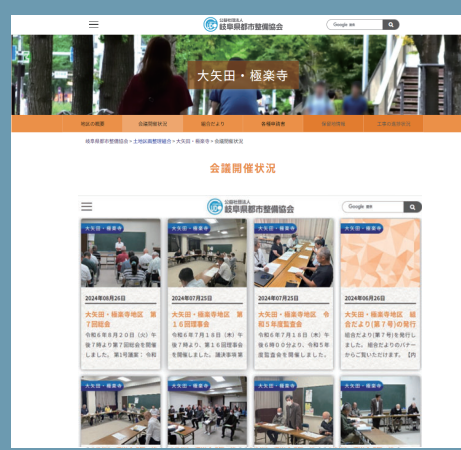 公益社団法人
岐阜県都市整備協会
Google 検索
大矢田・極楽寺
地区の概要 会議開催状況 組合だより 各種申請書 保留地情報 工事の進捗状況
岐阜県都市整備協会 > 土地区画整理組合 > 大矢田・極楽寺 > 会議開催状況
会議開催状況
公益社団法人
岐阜県都市整備協会
Google 検索
大矢田・極楽寺
2024年08月26日
大矢田・極楽寺地区 第
7回総会
令和6年8月20日(火)午
後7時より第7回総会を開催
しました。 第1号議案: 令和
大矢田・極楽寺
2024年07月25日
大矢田・極楽寺地区 第
16回理事会
令和6年7月18日(木)午
後7時より、第16回理事会
を開催しました。 議決事項第
大矢田・極楽寺
2024年07月25日
大矢田・極楽寺地区 令
和5年度監査会
令和6年7月18日(木)午
後6時00分より、令和5年
度監査会を開催しました。
大矢田・極楽寺
2024年06月26日
大矢田・極楽寺地区 組
合だより(第7号)の発行
組合だより(第7号)を発行し
ました。 組合だよりのバナー
からご覧いただけます。 【内
大矢田・極楽寺
大矢田・極楽寺
大矢田・極楽寺
大矢田・極楽寺